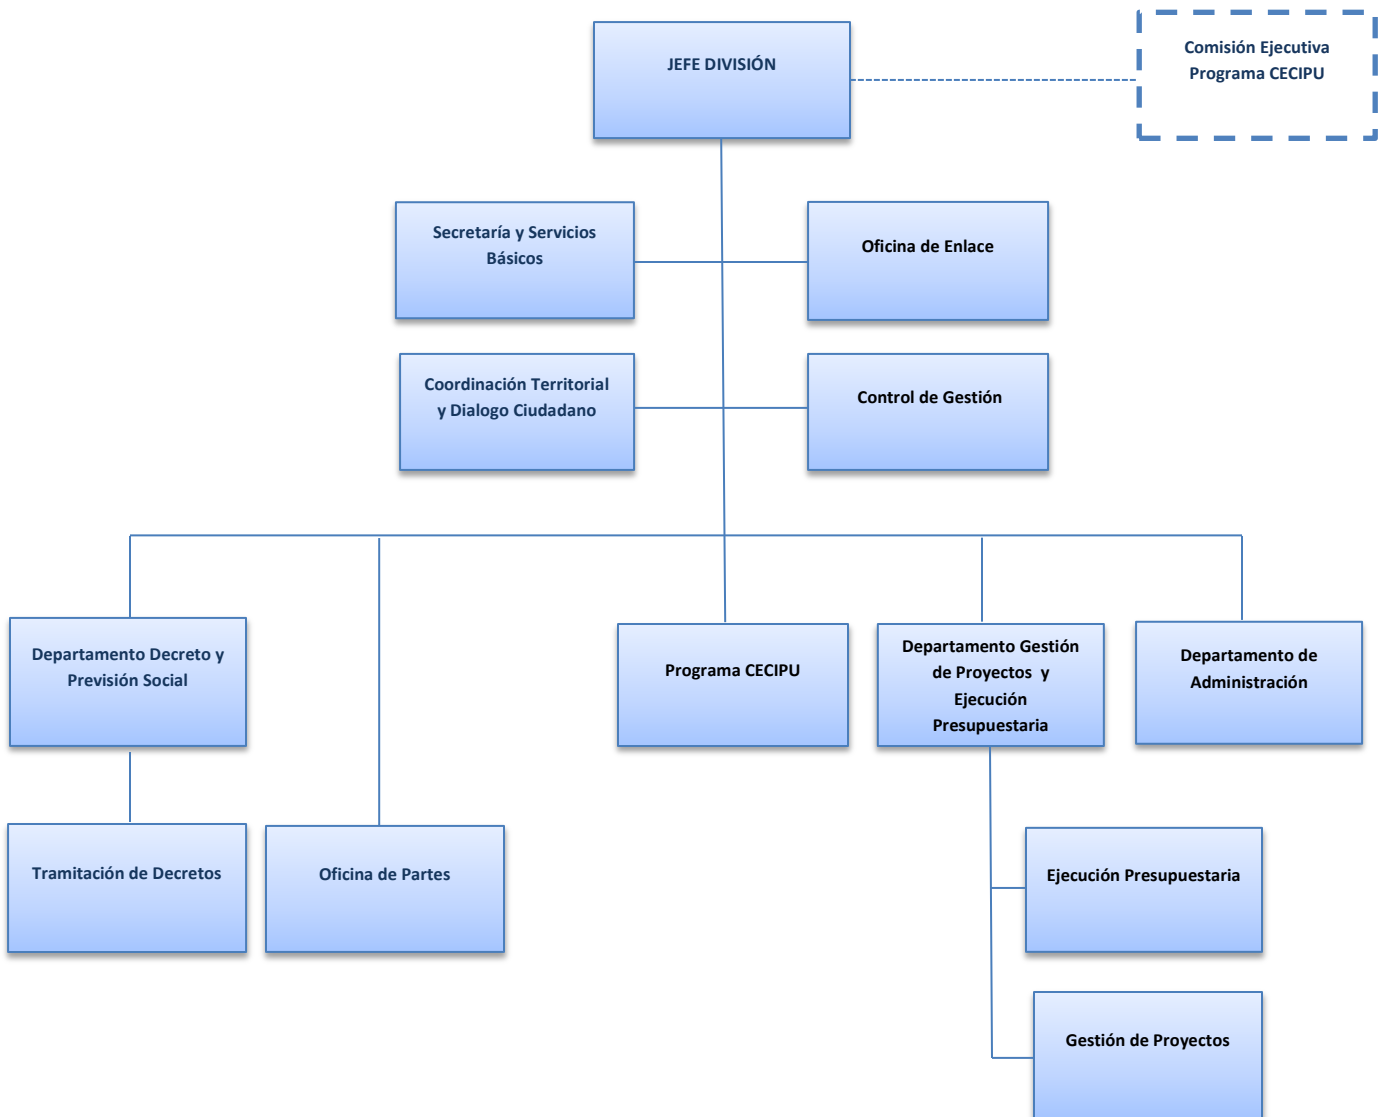 JEFE DIVISIÓN
Comisión Ejecutiva
Programa CECIPU
Secretaría y Servicios
Básicos
Oficina de Enlace
Coordinación Territorial
y Dialogo Ciudadano
Control de Gestión
Departamento Decreto y
Previsión Social
Programa CECIPU
Departamento Gestión
de Proyectos y
Ejecución
Presupuestaria
Departamento de
Administración
Tramitación de Decretos
Oficina de Partes
Ejecución Presupuestaria
Gestión de Proyectos